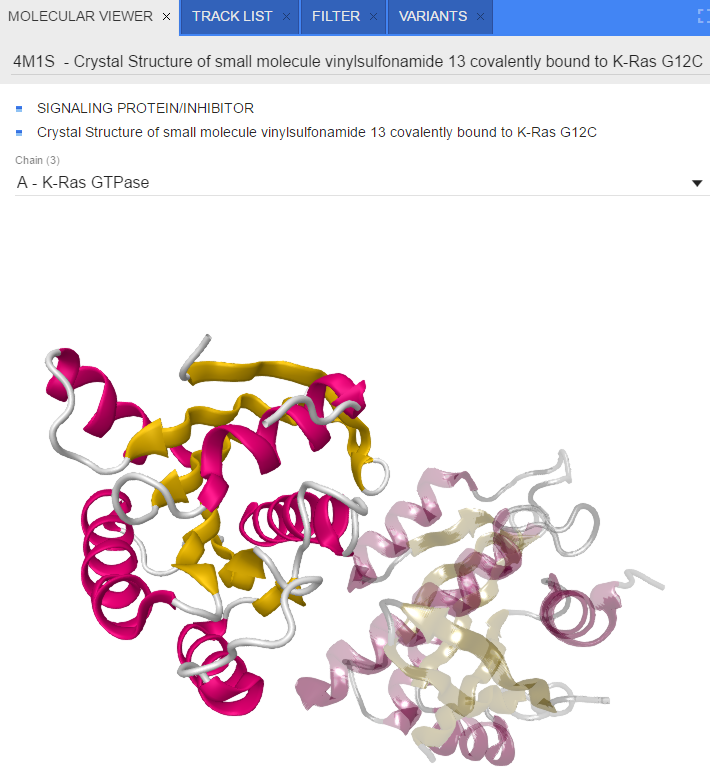 MOLECULAR VIEWER × TRACK LIST × FILTER × VARIANTS ×
4M1S - Crystal Structure of small molecule vinylsulfonamide 13 covalently bound to K-Ras G12C
SIGNALING PROTEIN/INHIBITOR
Crystal Structure of small molecule vinylsulfonamide 13 covalently bound to K-Ras G12C
Chain (3)
A - K-Ras GTPase